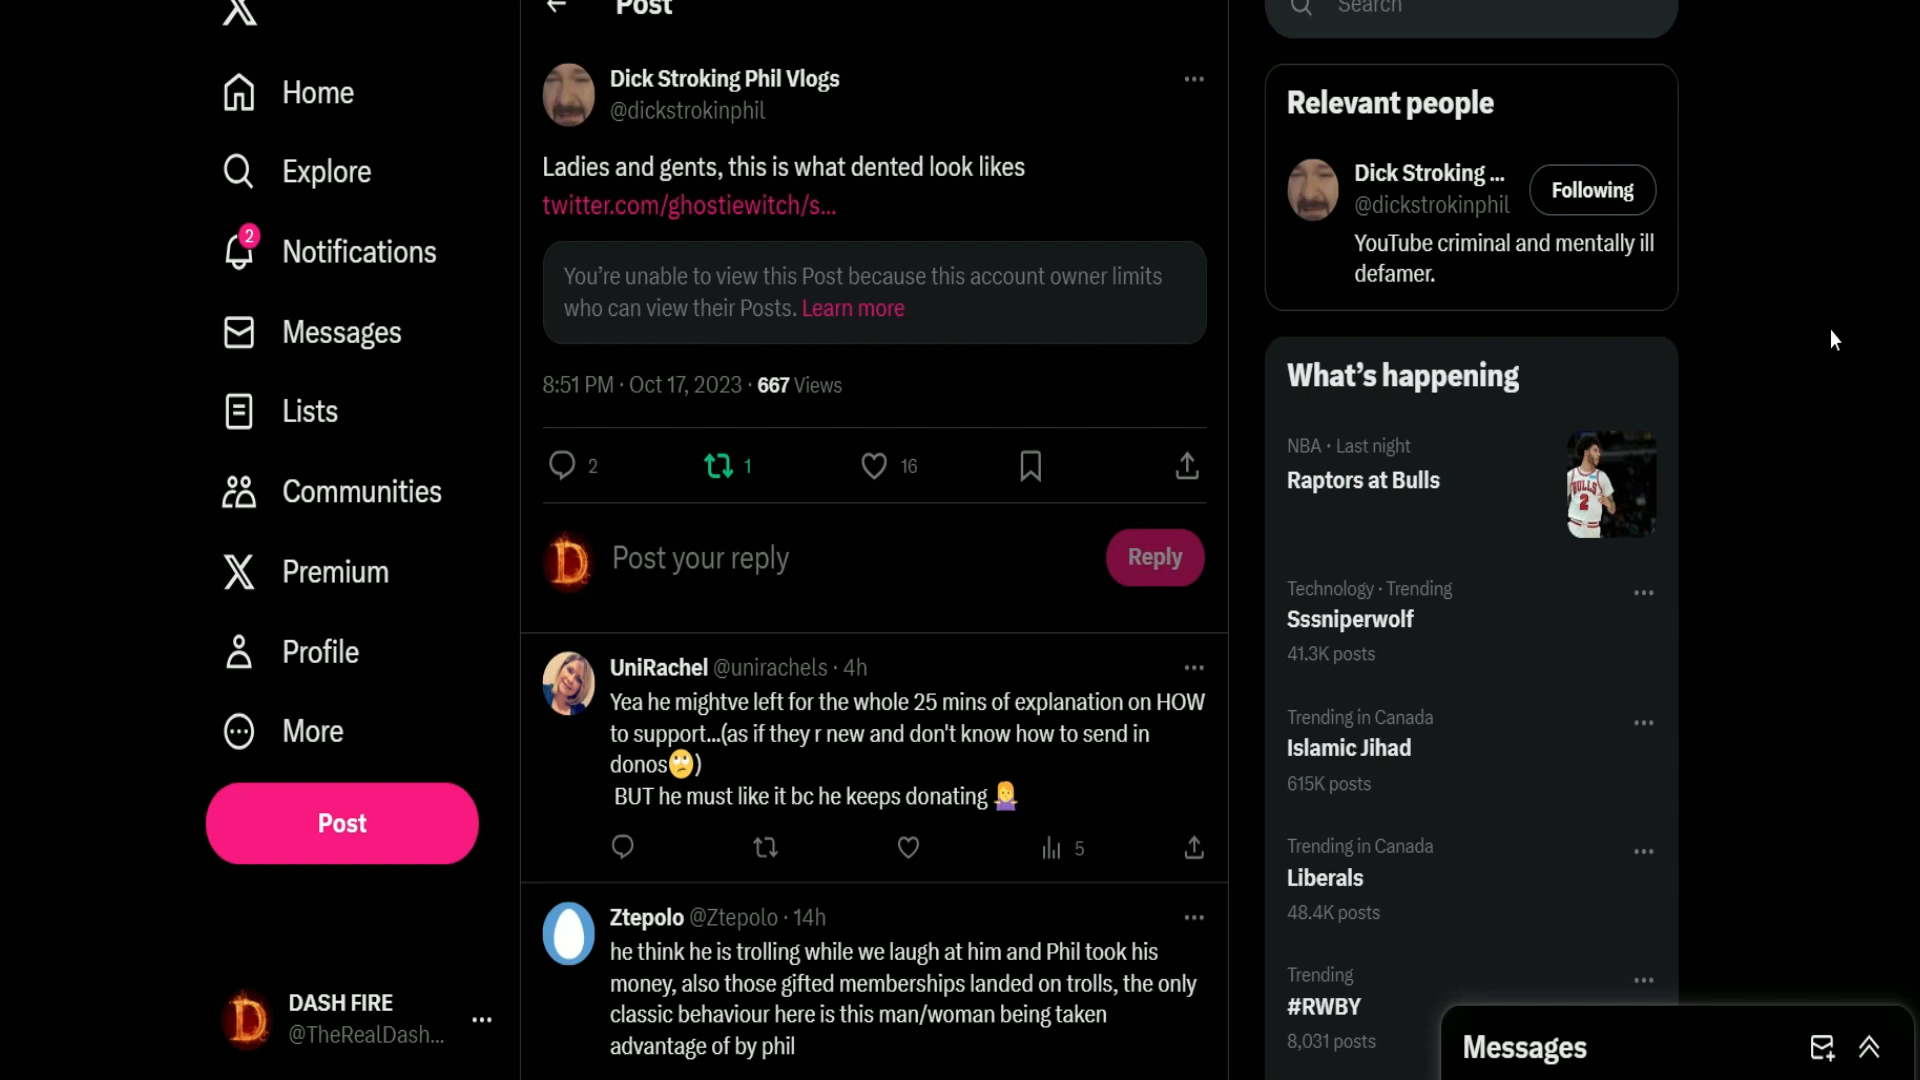 Home
Explore
2
Notifications
Messages
Lists
Communities
Premium
Profile
More
Post
DASH FIRE
@TheRealDash...
Post
Dick Stroking Phil Vlogs
@dickstrokinphil
Ladies and gents, this is what dented look likes
twitter.com/ghostiewitch/s...
You're unable to view this Post because this account owner limits
who can view their Posts. Learn more
8:51 PM · Oct 17, 2023 · 667 Views
2
1
16
D
Post your reply
Reply
UniRachel @unirachels · 4h
Yea he mightve left for the whole 25 mins of explanation on HOW
to support...(as if they r new and don't know how to send in
donos🙄)
BUT he must like it bc he keeps donating 🤷‍♀️
5
Ztepolo @Ztepolo · 14h
he think he is trolling while we laugh at him and Phil took his
money, also those gifted memberships landed on trolls, the only
classic behaviour here is this man/woman being taken
advantage of by phil
Search
Relevant people
Dick Stroking ...
@dickstrokinphil
Following
YouTube criminal and mentally ill
defamer.
What's happening
NBA · Last night
Raptors at Bulls
BULLS
2
Technology · Trending
Sssniperwolf
41.3K posts
Trending in Canada
Islamic Jihad
615K posts
Trending in Canada
Liberals
48.4K posts
Trending
#RWBY
8,031 posts
Messages